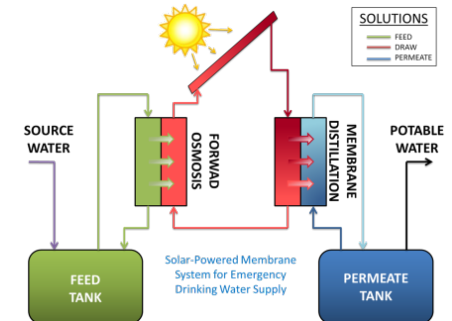 SOLUTIONS
FEED
DRAW
PERMEATE
SOURCE
WATER
FORWAD
OSMOSIS
MEMBRANE
DISTILLATION
POTABLE
WATER
Solar-Powered Membrane
System for Emergency
Drinking Water Supply
FEED
TANK
PERMEATE
TANK